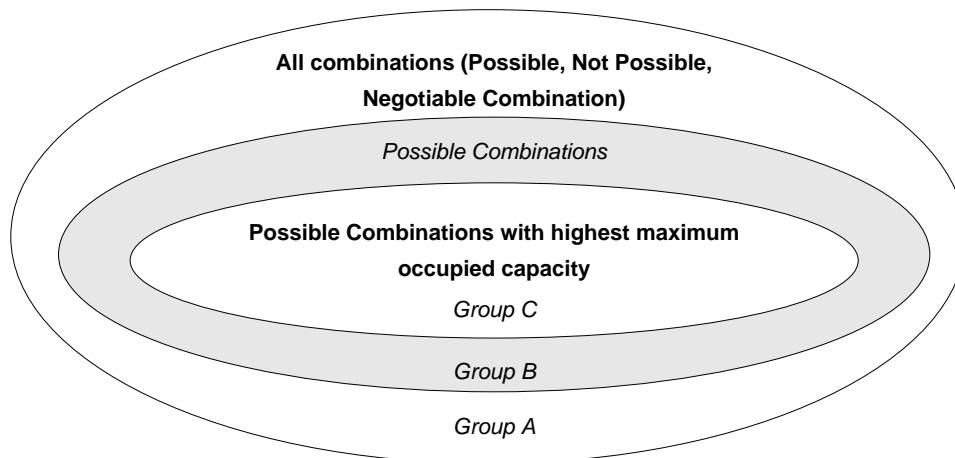 All combinations (Possible, Not Possible,
Negotiable Combination)
Possible Combinations
Possible Combinations with highest maximum
occupied capacity
Group C
Group B
Group A